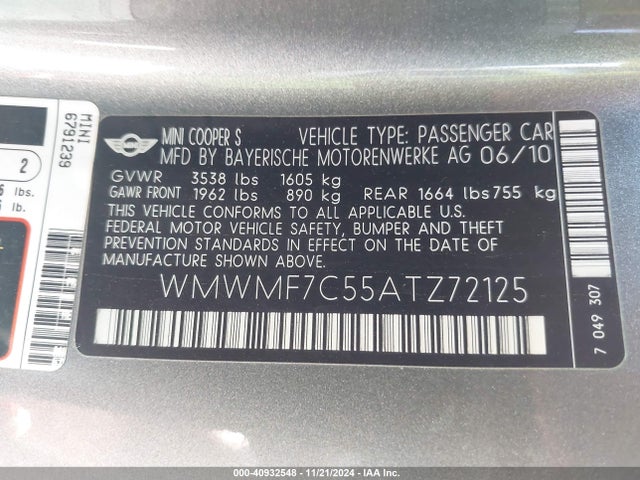 MINI
6791239
2
lbs.
lb.
MINI COOPER S VEHICLE TYPE: PASSENGER CAR
MFD BY BAYERISCHE MOTORENWERKE AG 06/10
GVWR 3538 lbs 1605 kg
GAWR FRONT 1962 lbs 890 kg REAR 1664 lbs 755 kg
THIS VEHICLE CONFORMS TO ALL APPLICABLE U.S.
FEDERAL MOTOR VEHICLE SAFETY, BUMPER AND THEFT
PREVENTION STANDARDS IN EFFECT ON THE DATE OF
MANUFACTURE SHOWN ABOVE.
WMWMF7C55ATZ72125
7 049 307
000-40932548 - 11/21/2024 - IAA Inc.